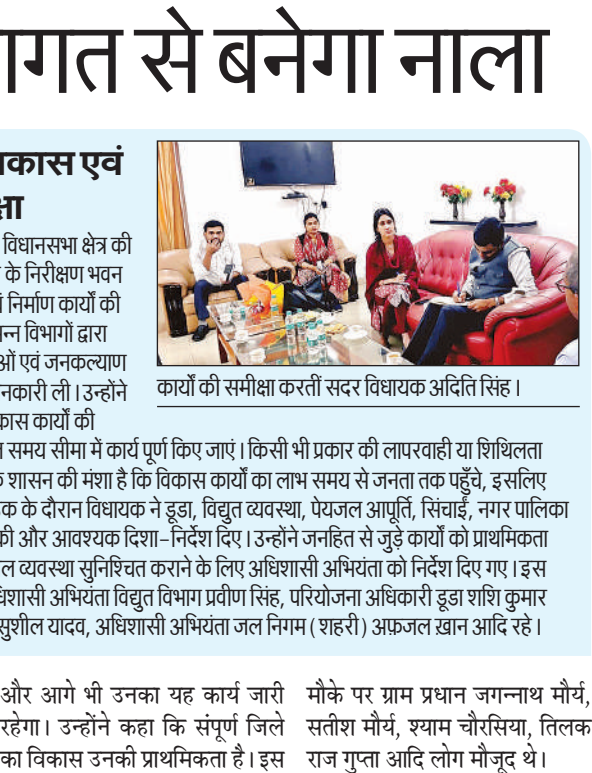 गत से बनेगा नाला
कास एवं
क्षा
विधानसभा क्षेत्र की
के निरीक्षण भवन
निर्माण कार्यों की
न्न विभागों द्वारा
ओं एवं जनकल्याण
नकारी ली। उन्होंने
कास कार्यों की
कार्यों की समीक्षा करतीं सदर विधायक अदिति सिंह।
समय सीमा में कार्य पूर्ण किए जाएं। किसी भी प्रकार की लापरवाही या शिथिलता
शासन की मंशा है कि विकास कार्यों का लाभ समय से जनता तक पहुँचे, इसलिए
क के दौरान विधायक ने डूडा, विद्युत व्यवस्था, पेयजल आपूर्ति, सिंचाई, नगर पालिका
की और आवश्यक दिशा-निर्देश दिए। उन्होंने जनहित से जुड़े कार्यों को प्राथमिकता
ल व्यवस्था सुनिश्चित कराने के लिए अधिशासी अभियंता को निर्देश दिए गए। इस
धिशासी अभियंता विद्युत विभाग प्रवीण सिंह, परियोजना अधिकारी डूडा शशि कुमार
सुशील यादव, अधिशासी अभियंता जल निगम (शहरी) अफ़जल ख़ान आदि रहे।
और आगे भी उनका यह कार्य जारी
रहेगा। उन्होंने कहा कि संपूर्ण जिले
का विकास उनकी प्राथमिकता है। इस
मौके पर ग्राम प्रधान जगन्नाथ मौर्य,
सतीश मौर्य, श्याम चौरसिया, तिलक
राज गुप्ता आदि लोग मौजूद थे।